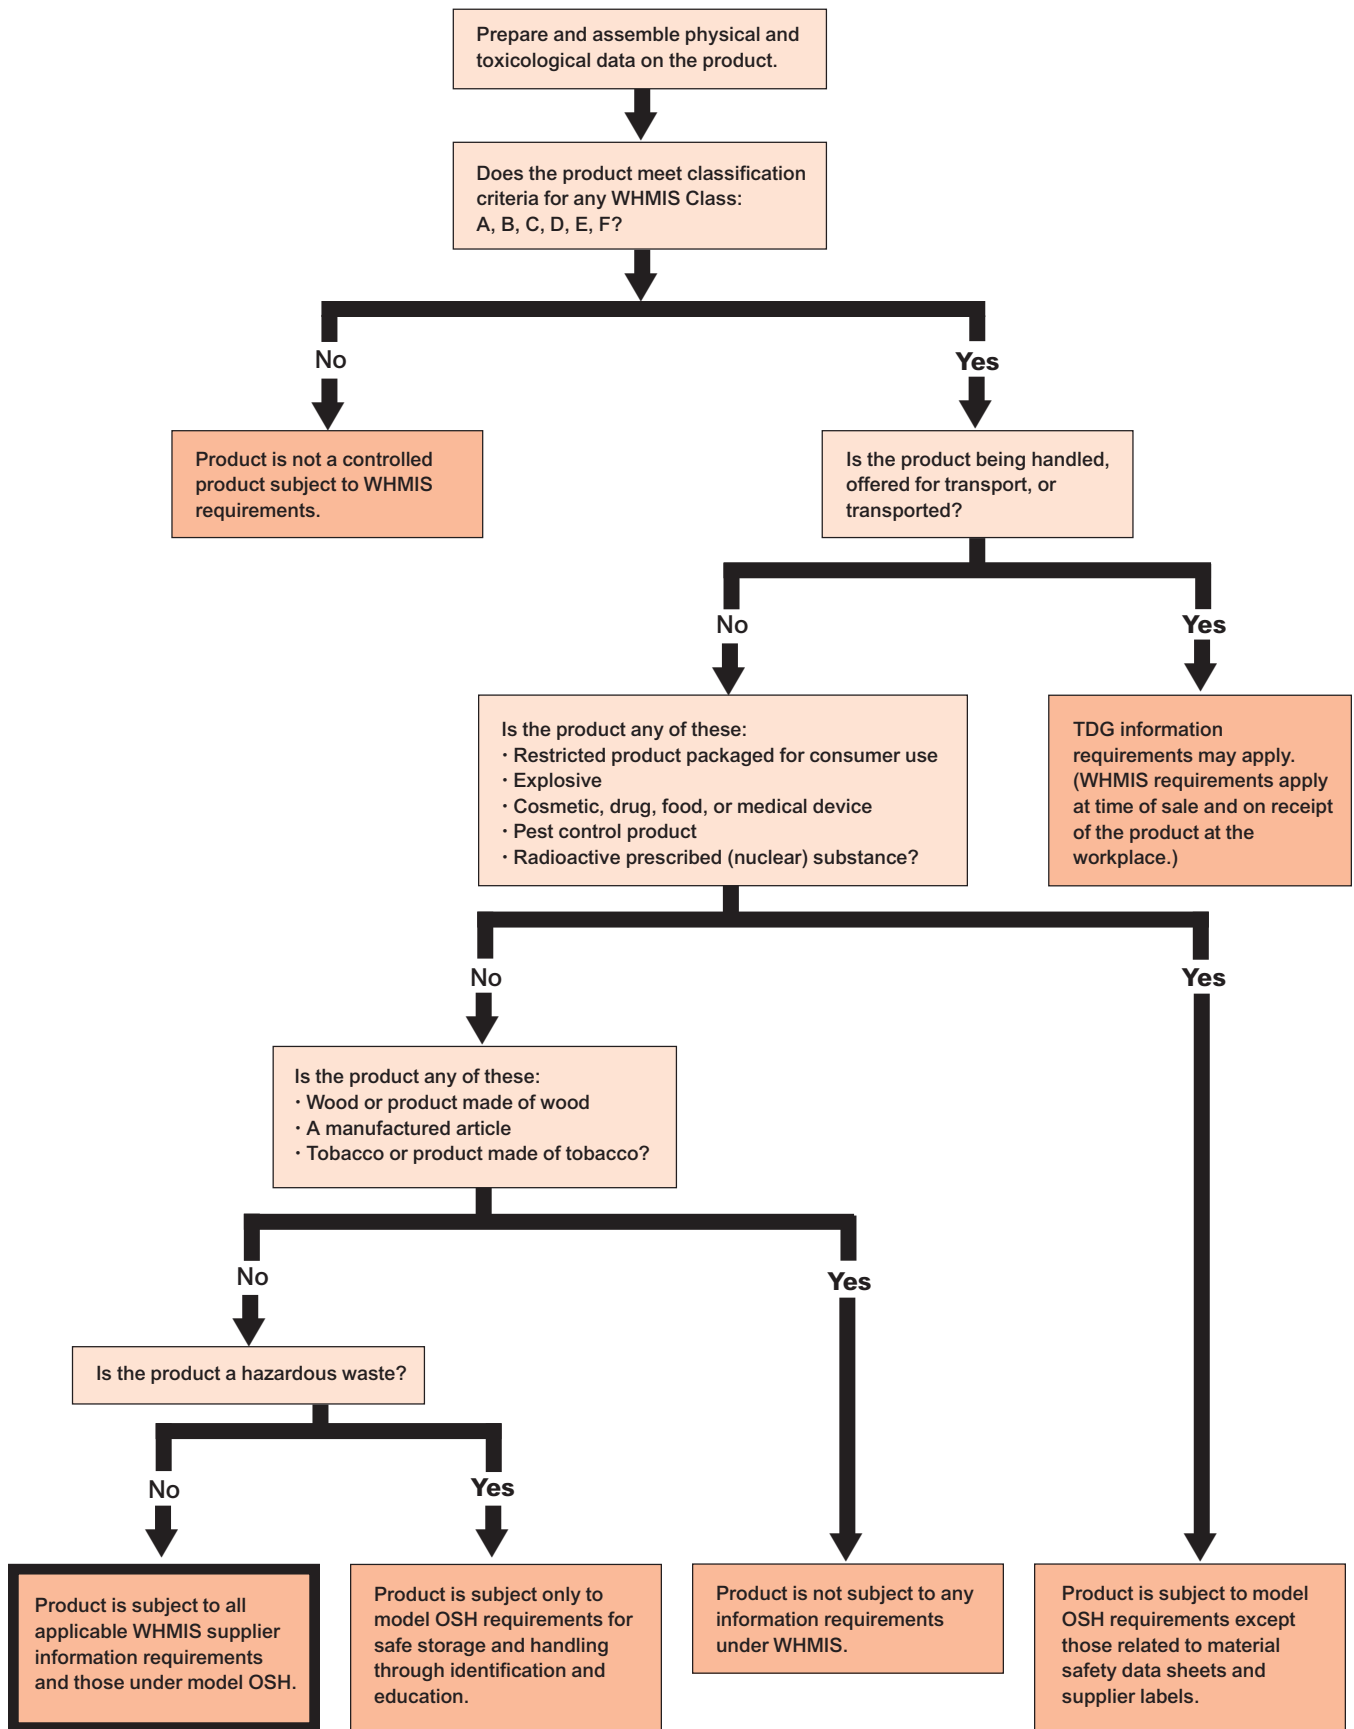 Prepare and assemble physical and
toxicological data on the product.
Does the product meet classification
criteria for any WHMIS Class:
A, B, C, D, E, F?
No
Yes
Product is not a controlled
product subject to WHMIS
requirements.
Is the product being handled,
offered for transport, or
transported?
No
Yes
Is the product any of these:
· Restricted product packaged for consumer use
· Explosive
· Cosmetic, drug, food, or medical device
· Pest control product
· Radioactive prescribed (nuclear) substance?
TDG information
requirements may apply.
(WHMIS requirements apply
at time of sale and on receipt
of the product at the
workplace.)
No
Yes
Is the product any of these:
· Wood or product made of wood
· A manufactured article
· Tobacco or product made of tobacco?
No
Yes
Is the product a hazardous waste?
No
Yes
Product is subject to all
applicable WHMIS supplier
information requirements
and those under model OSH.
Product is subject only to
model OSH requirements for
safe storage and handling
through identification and
education.
Product is not subject to any
information requirements
under WHMIS.
Product is subject to model
OSH requirements except
those related to material
safety data sheets and
supplier labels.